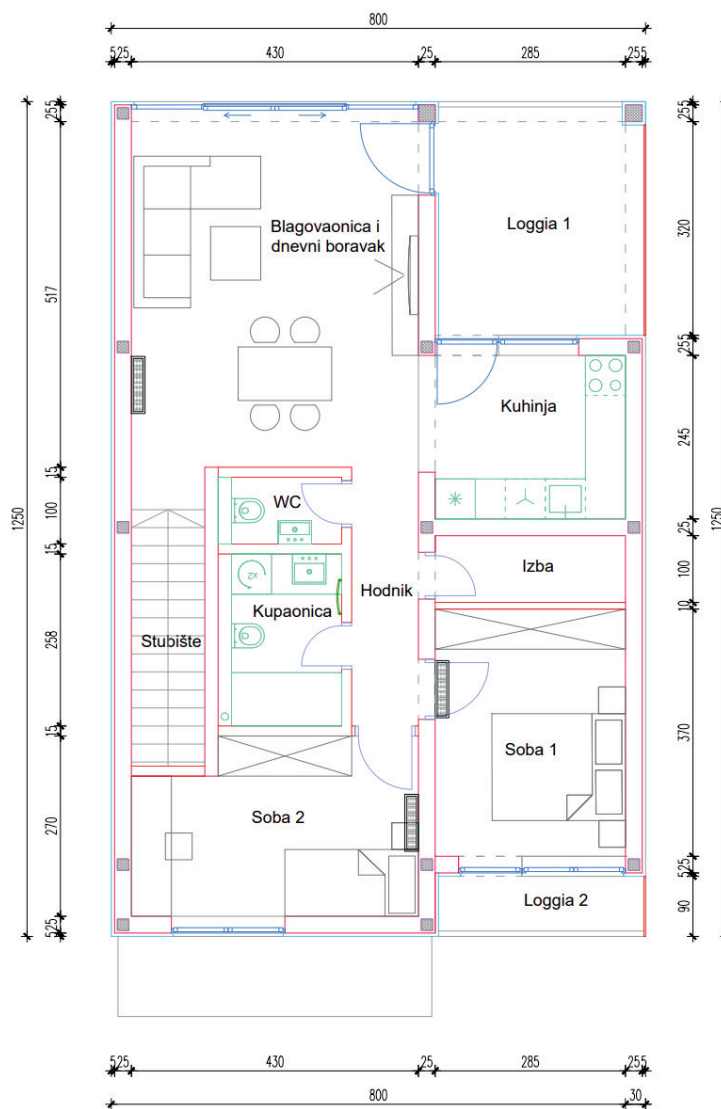 800
525 430 25 285 255
1250
255
517
15
100
15
258
15
270
525
255
320
255
245
25
100
10
370
525
90
1250
Blagovaonica i
dnevni boravak
Loggia 1
Kuhinja
WC
Izba
Hodnik
Kupaonica
Stubište
Soba 1
Soba 2
Loggia 2
525 430 25 285 255
800 30